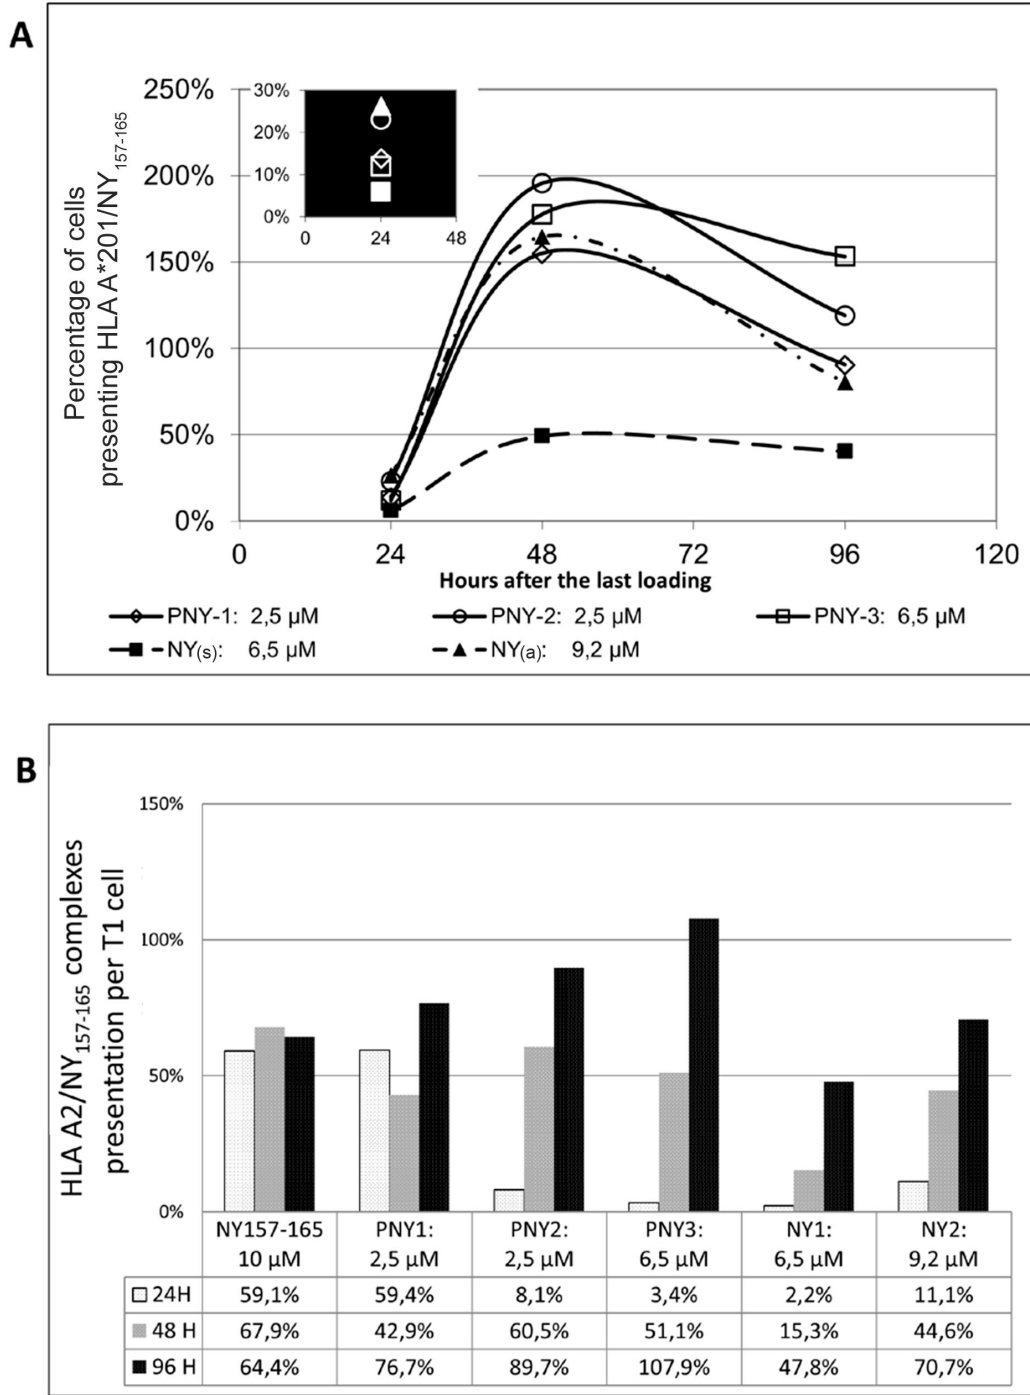 A
Percentage of cells
presenting HLA A*201/NY157-165
250%
200%
150%
100%
50%
0%
30%
20%
10%
0%
0 24 48
0 24 48 72 96 120
Hours after the last loading
PNY-1: 2,5 µM PNY-2: 2,5 µM PNY-3: 6,5 µM
NY(s): 6,5 µM NY(a): 9,2 µM
B
HLA A2/NY157-165 complexes
presentation per T1 cell
150%
100%
50%
0%
NY157-165 PNY1: PNY2: PNY3: NY1: NY2:
10 µM 2,5 µM 2,5 µM 6,5 µM 6,5 µM 9,2 µM
24H 59,1% 59,4% 8,1% 3,4% 2,2% 11,1%
48 H 67,9% 42,9% 60,5% 51,1% 15,3% 44,6%
96 H 64,4% 76,7% 89,7% 107,9% 47,8% 70,7%